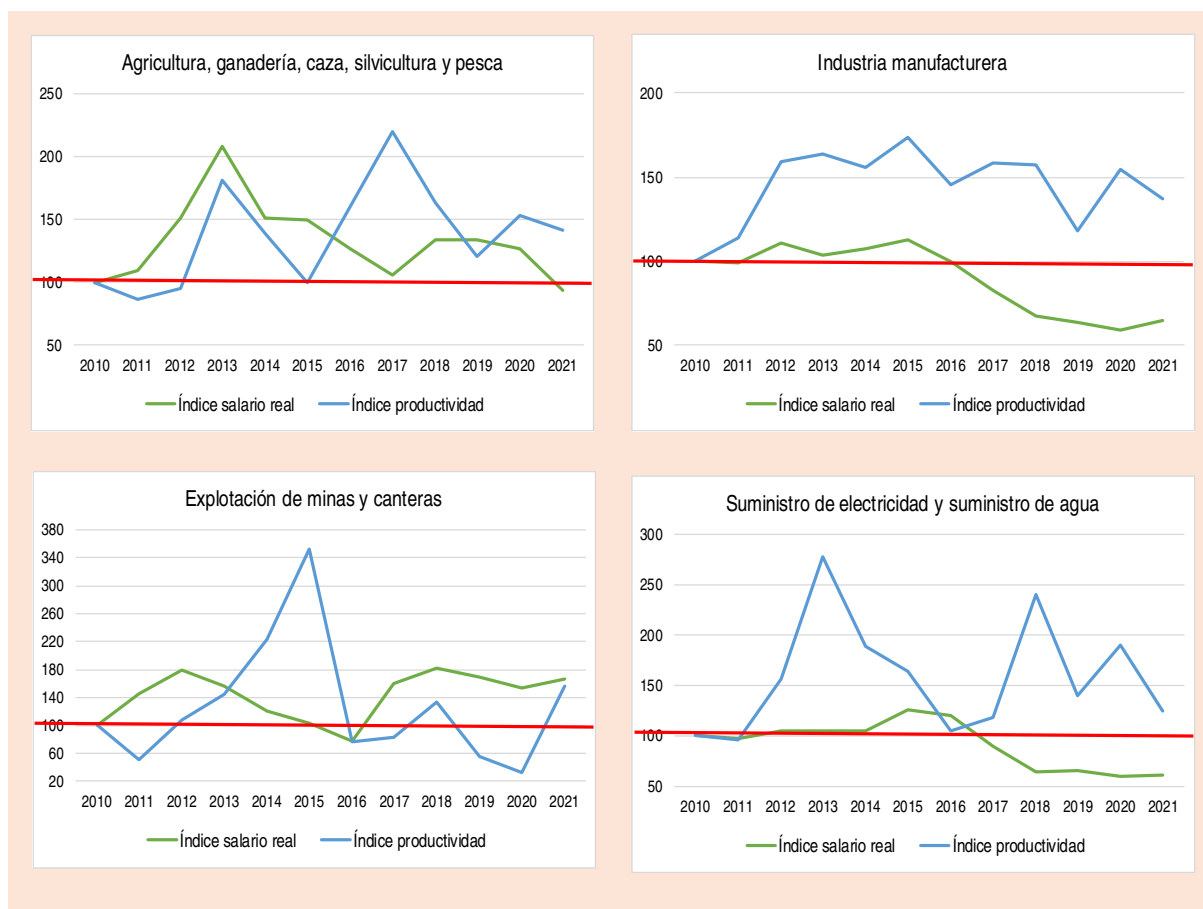 Agricultura, ganadería, caza, silvicultura y pesca
250
200
150
100
50
2010 2011 2012 2013 2014 2015 2016 2017 2018 2019 2020 2021
Índice salario real Índice productividad
Industria manufacturera
200
150
100
50
2010 2011 2012 2013 2014 2015 2016 2017 2018 2019 2020 2021
Índice salario real Índice productividad
Explotación de minas y canteras
380
340
300
260
220
180
140
100
60
20
2010 2011 2012 2013 2014 2015 2016 2017 2018 2019 2020 2021
Índice salario real Índice productividad
Suministro de electricidad y suministro de agua
300
250
200
150
100
50
2010 2011 2012 2013 2014 2015 2016 2017 2018 2019 2020 2021
Índice salario real Índice productividad